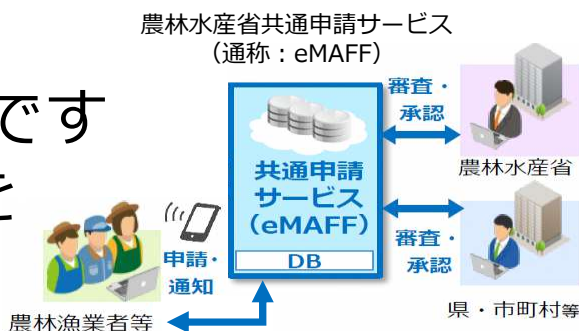 農林水産省共通申請サービス
（通称：eMAFF）
です
と
審査・
承認
農林水産省
共通申請
サービス
（eMAFF）
DB
申請・
通知
農林漁業者等
審査・
承認
県・市町村等